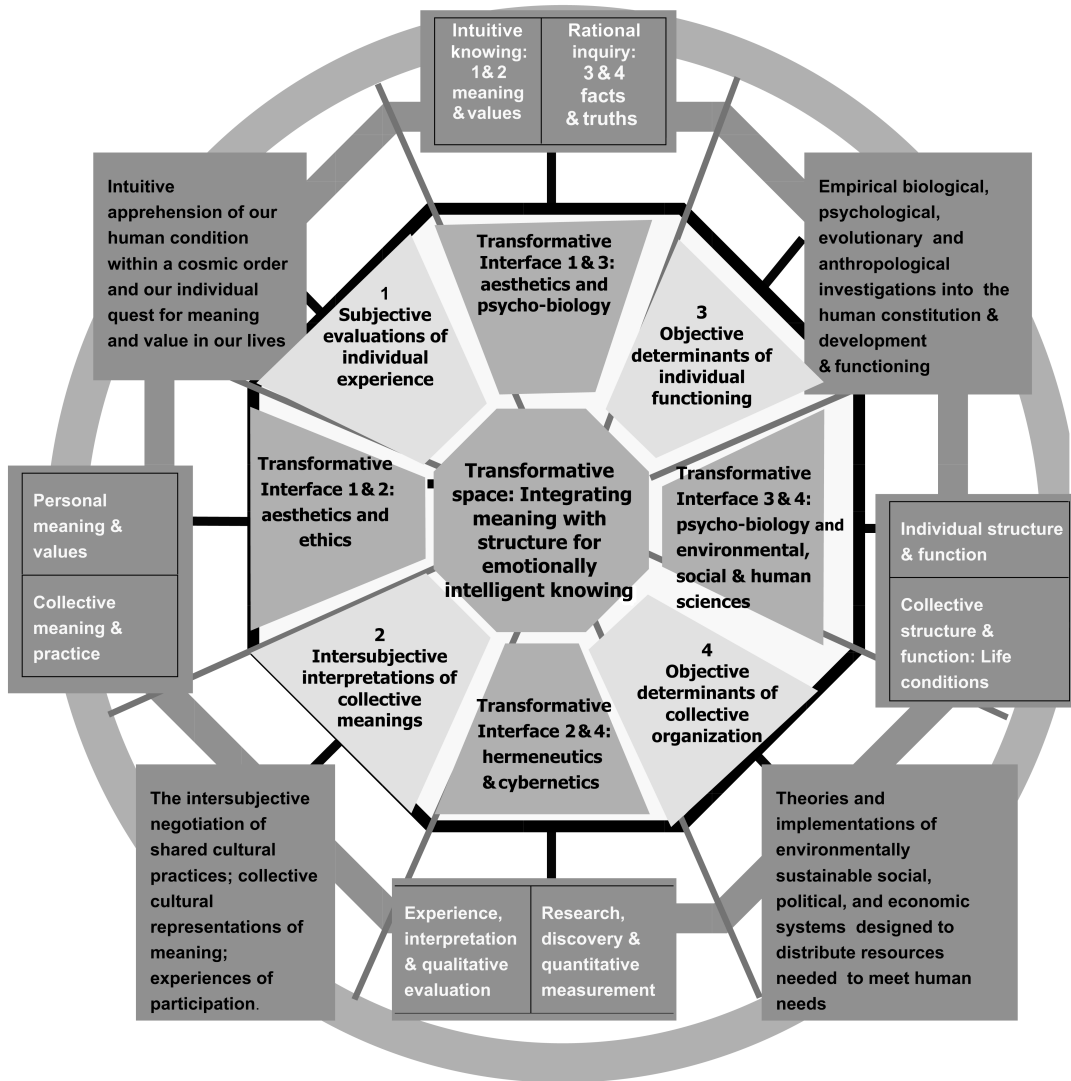 Intuitive
knowing:
1 & 2
meaning
& values
Rational
inquiry:
3 & 4
facts
& truths
Intuitive
apprehension of our
human condition
within a cosmic order
and our individual
quest for meaning
and value in our lives
Empirical biological,
psychological,
evolutionary and
anthropological
investigations into the
human constitution &
development
& functioning
Transformative
Interface 1 & 3:
aesthetics and
psycho-biology
1
Subjective
evaluations of
individual
experience
3
Objective
determinants of
individual
functioning
Transformative
Interface 1 & 2:
aesthetics and
ethics
Transformative
space: Integrating
meaning with
structure for
emotionally
intelligent knowing
Transformative
Interface 3 & 4:
psycho-biology and
environmental,
social & human
sciences
Personal
meaning &
values
Collective
meaning &
practice
Individual structure
& function
Collective
structure &
function: Life
conditions
2
Intersubjective
interpretations of
collective
meanings
Transformative
Interface 2 & 4:
hermeneutics
& cybernetics
4
Objective
determinants of
collective
organization
The intersubjective
negotiation of
shared cultural
practices; collective
cultural
representations of
meaning;
experiences of
participation.
Experience,
interpretation
& qualitative
evaluation
Research,
discovery &
quantitative
measurement
Theories and
implementations of
environmentally
sustainable social,
political, and economic
systems designed to
distribute resources
needed to meet human
needs